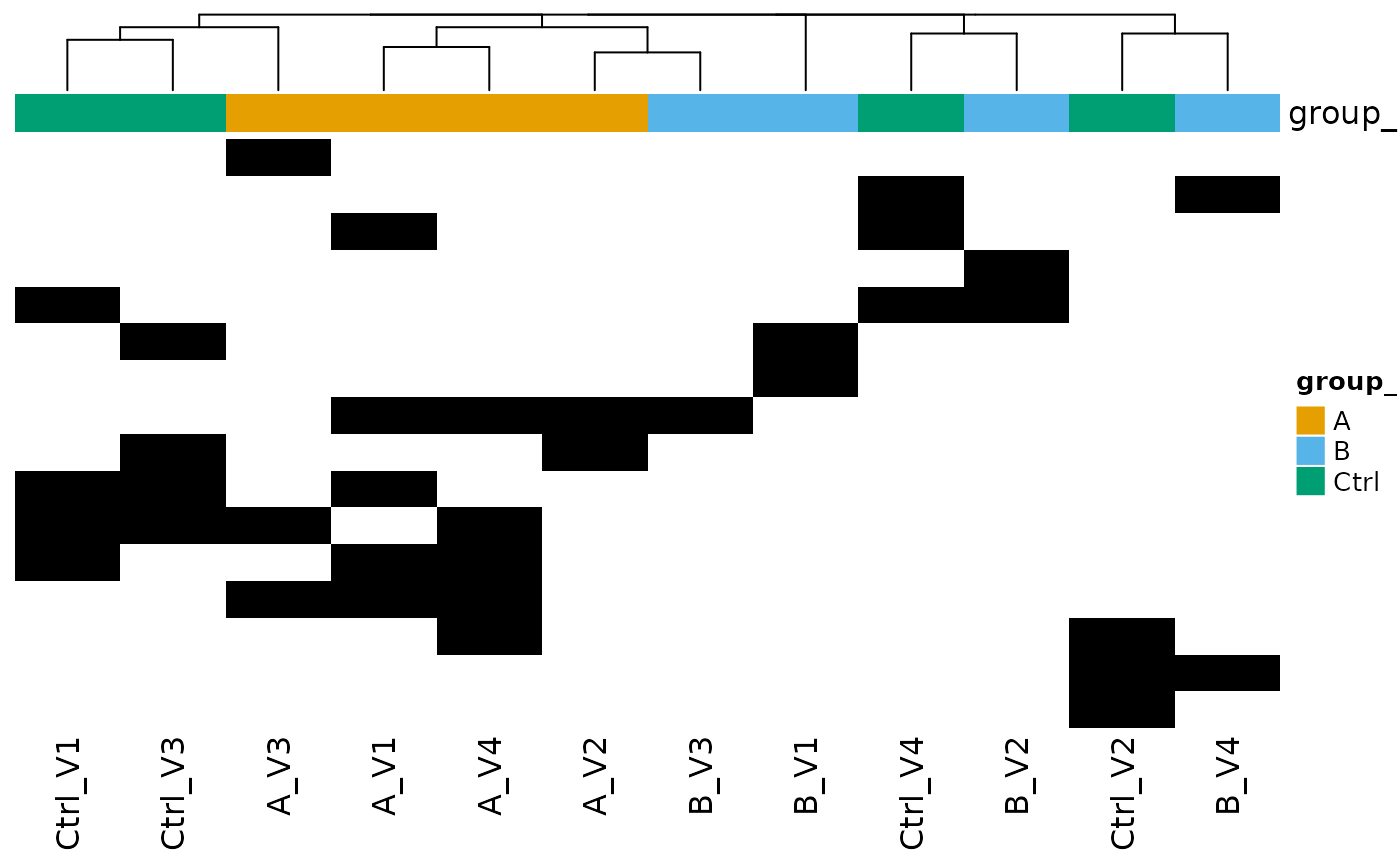 group_
group_
A
B
Ctrl
Ctrl_V1
Ctrl_V3
A_V3
A_V1
A_V4
A_V2
B_V3
B_V1
Ctrl_V4
B_V2
Ctrl_V2
B_V4